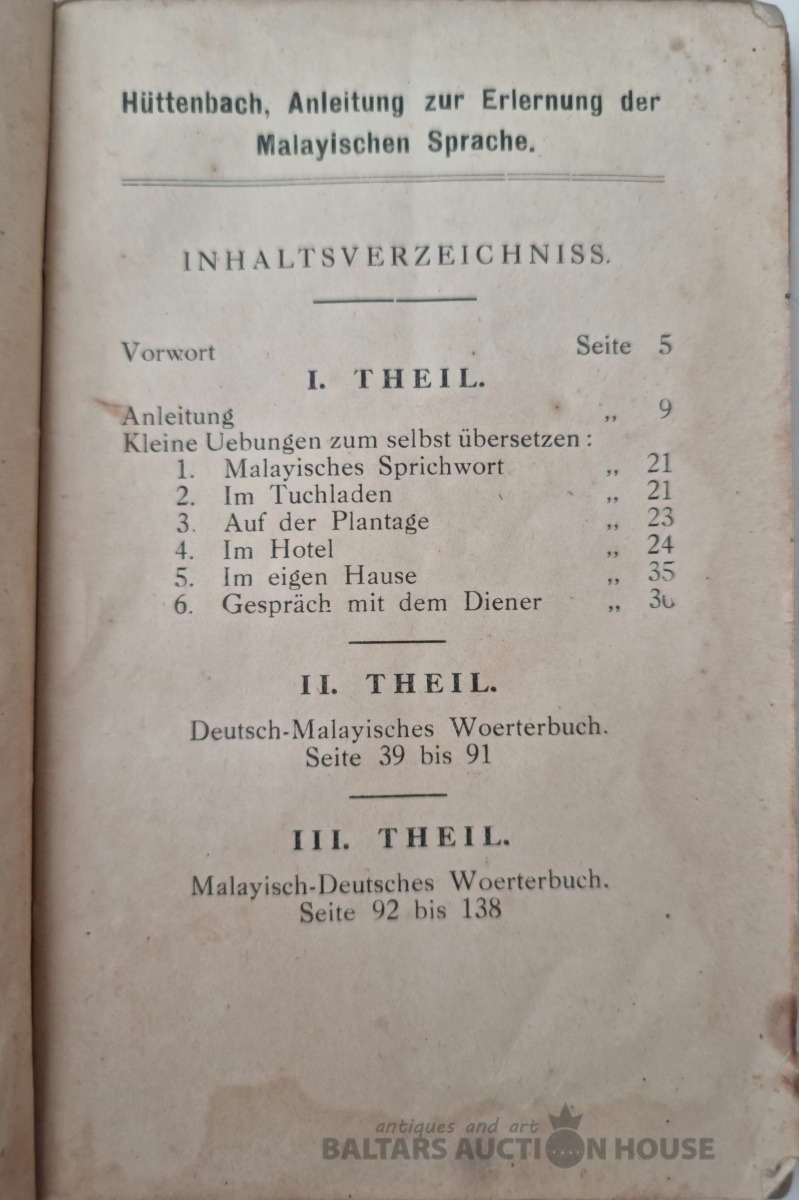 Hüttenbach, Anleitung zur Erlernung der
Malayischen Sprache.
INHALTSVERZEICHNISS.
Vorwort Seite 5
I. THEIL.
Anleitung „ 9
Kleine Uebungen zum selbst übersetzen :
1. Malayisches Sprichwort „ 21
2. Im Tuchladen „ 21
3. Auf der Plantage „ 23
4. Im Hotel „ 24
5. Im eigen Hause „ 35
6. Gespräch mit dem Diener „
II. THEIL.
Deutsch-Malayisches Woerterbuch.
Seite 39 bis 91
III. THEIL.
Malayisch-Deutsches Woerterbuch.
Seite 92 bis 138
antiques and art
BALTARS AUCTION HOUSE